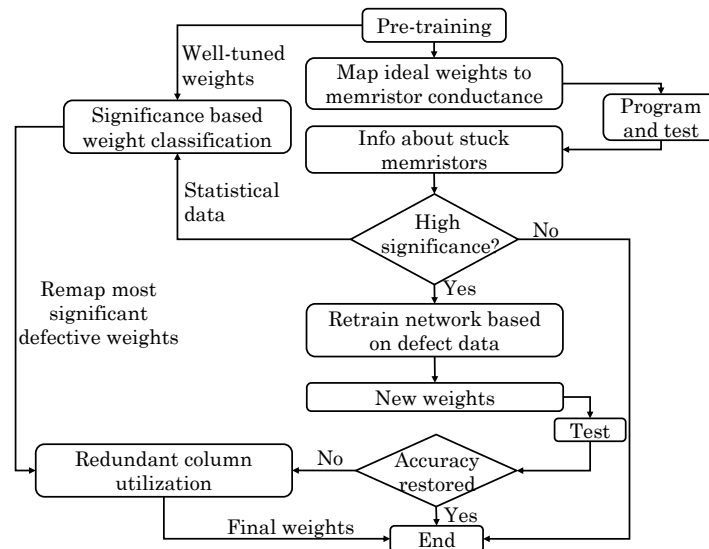 Pre-training
Well-tuned
weights
Map ideal weights to
memristor conductance
Program
and test
Significance based
weight classification
Info about stuck
memristors
Statistical
data
High
significance?
No
Yes
Remap most
significant
defective weights
Retrain network based
on defect data
New weights
Test
Redundant column
utilization
No
Accuracy
restored
Yes
Final weights
End